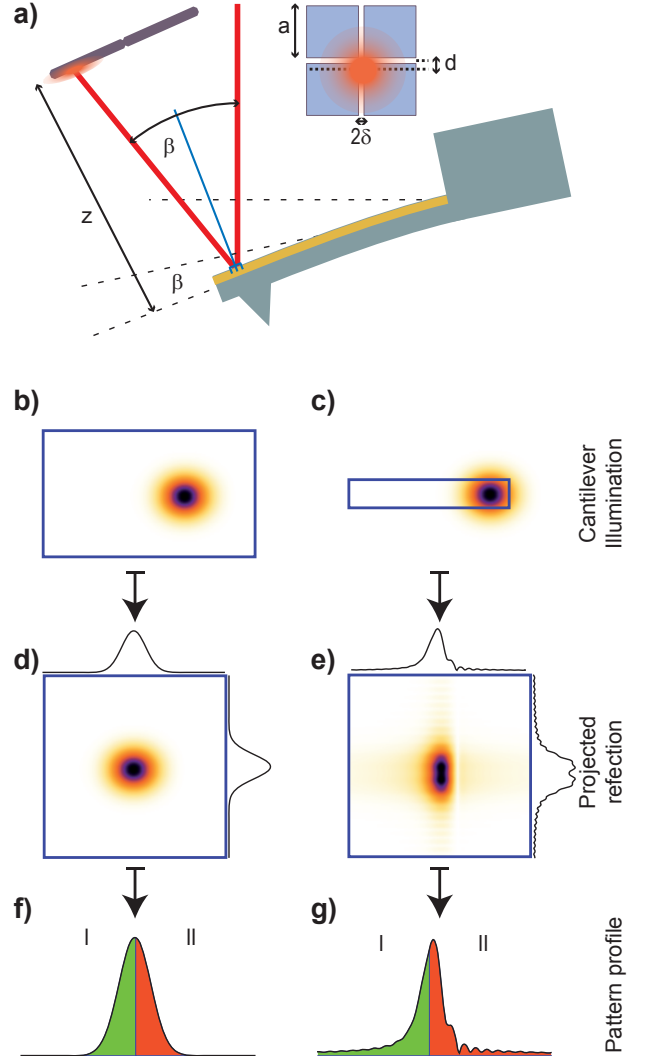 a)
a
d
2δ
β
z
β
b)
c)
Cantilever
Illumination
d)
e)
Projected
refection
f)
g)
I
II
I
II
Pattern profile